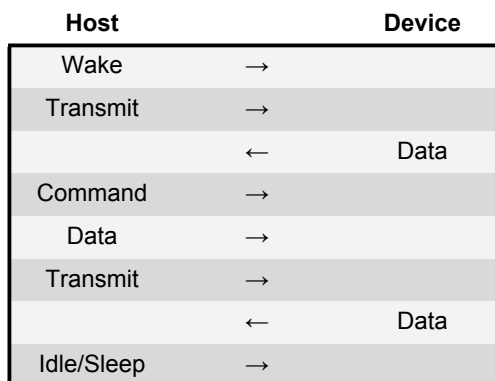 Host Device
Wake →
Transmit →
← Data
Command →
Data →
Transmit →
← Data
Idle/Sleep →